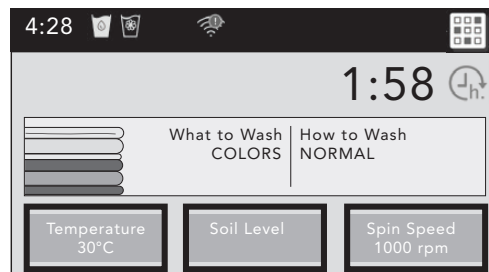 4:28
1:58
h.
What to Wash
COLORS
How to Wash
NORMAL
Temperature
30°C
Soil Level
Spin Speed
1000 rpm